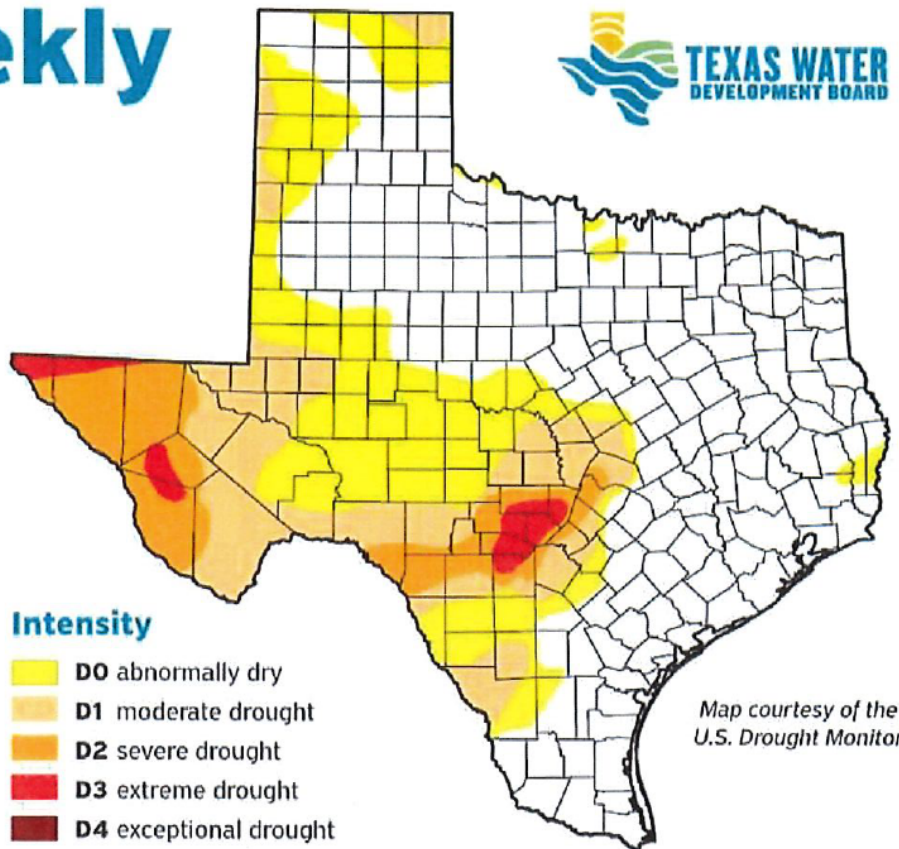 ekly
TEXAS WATER
DEVELOPMENT BOARD
Intensity
D0 abnormally dry
D1 moderate drought
D2 severe drought
D3 extreme drought
D4 exceptional drought
Map courtesy of the
U.S. Drought Monitor